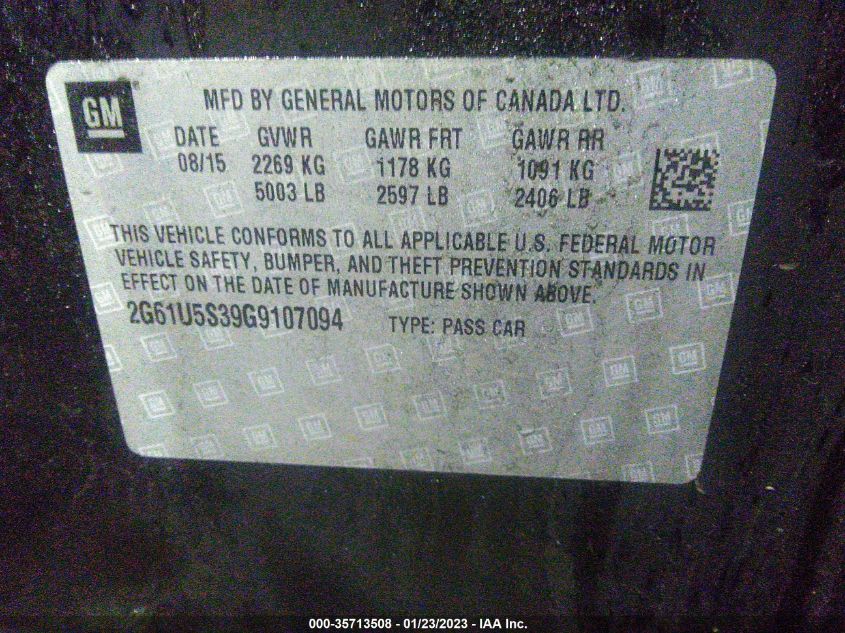 GM
MFD BY GENERAL MOTORS OF CANADA LTD.
DATE GVWR GAWR FRT GAWR RR
08/15 2269 KG 1178 KG 1091 KG
5003 LB 2597 LB 2406 LB
THIS VEHICLE CONFORMS TO ALL APPLICABLE U.S. FEDERAL MOTOR
VEHICLE SAFETY, BUMPER, AND THEFT PREVENTION STANDARDS IN
EFFECT ON THE DATE OF MANUFACTURE SHOWN ABOVE.
2G61U5S39G9107094 TYPE: PASS CAR
000-35713508 - 01/23/2023 - IAA Inc.